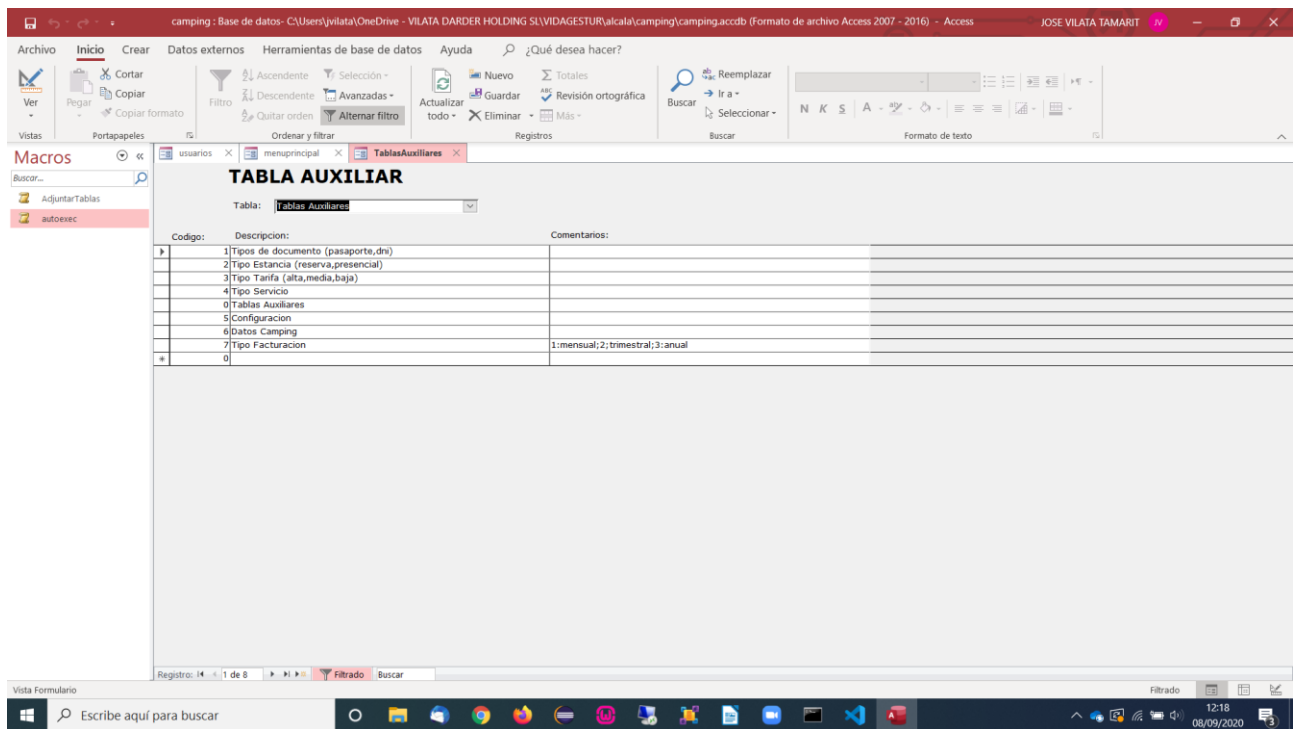 camping : Base de datos- C:\Users\jvilata\OneDrive - VILATA DARDER HOLDING SL\VIDAGESTUR\alcala\camping\camping.accdb (Formato de archivo Access 2007 - 2016) - Access JOSE VILATA TAMARIT JV
Archivo Inicio Crear Datos externos Herramientas de base de datos Ayuda ¿Qué desea hacer?
Cortar Ascendente Selección Nuevo Totales Reemplazar
Copiar Descendente Avanzadas Guardar Revisión ortográfica Ir a
Ver Pegar Copiar formato Filtro Quitar orden Alternar filtro Actualizar todo Eliminar Más Buscar Seleccionar N K S A
Vistas Portapapeles Ordenar y filtrar Registros Buscar Formato de texto
Macros
usuarios menuprincipal TablasAuxiliares
Buscar...
AdjuntarTablas
autoexec
TABLA AUXILIAR
Tabla: Tablas Auxiliares
Codigo: Descripcion: Comentarios:
1 Tipos de documento (pasaporte,dni)
2 Tipo Estancia (reserva,presencial)
3 Tipo Tarifa (alta,media,baja)
4 Tipo Servicio
0 Tablas Auxiliares
5 Configuracion
6 Datos Camping
7 Tipo Facturacion 1:mensual;2;trimestral;3:anual
* 0
Registro: 1 de 8 Filtrado Buscar
Vista Formulario Filtrado
Escribe aquí para buscar 12:18
08/09/2020 3